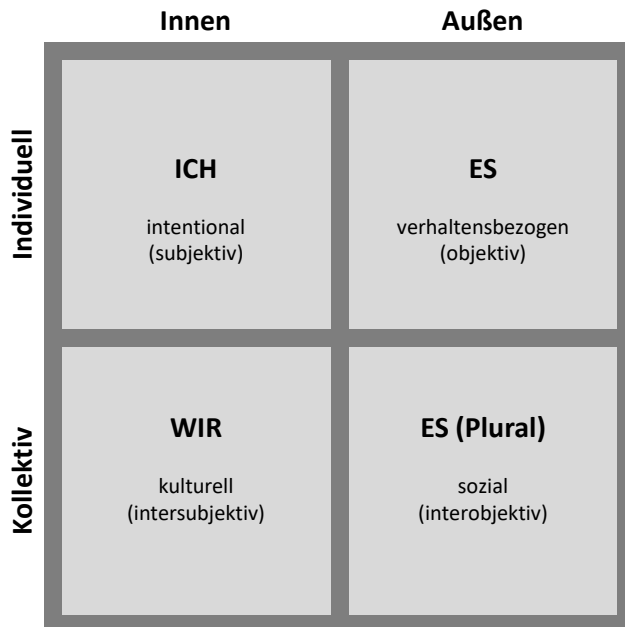 Innen
Außen
Individuell
ICH
intentional
(subjektiv)
ES
verhaltensbezogen
(objektiv)
Kollektiv
WIR
kulturell
(intersubjektiv)
ES (Plural)
sozial
(interobjektiv)